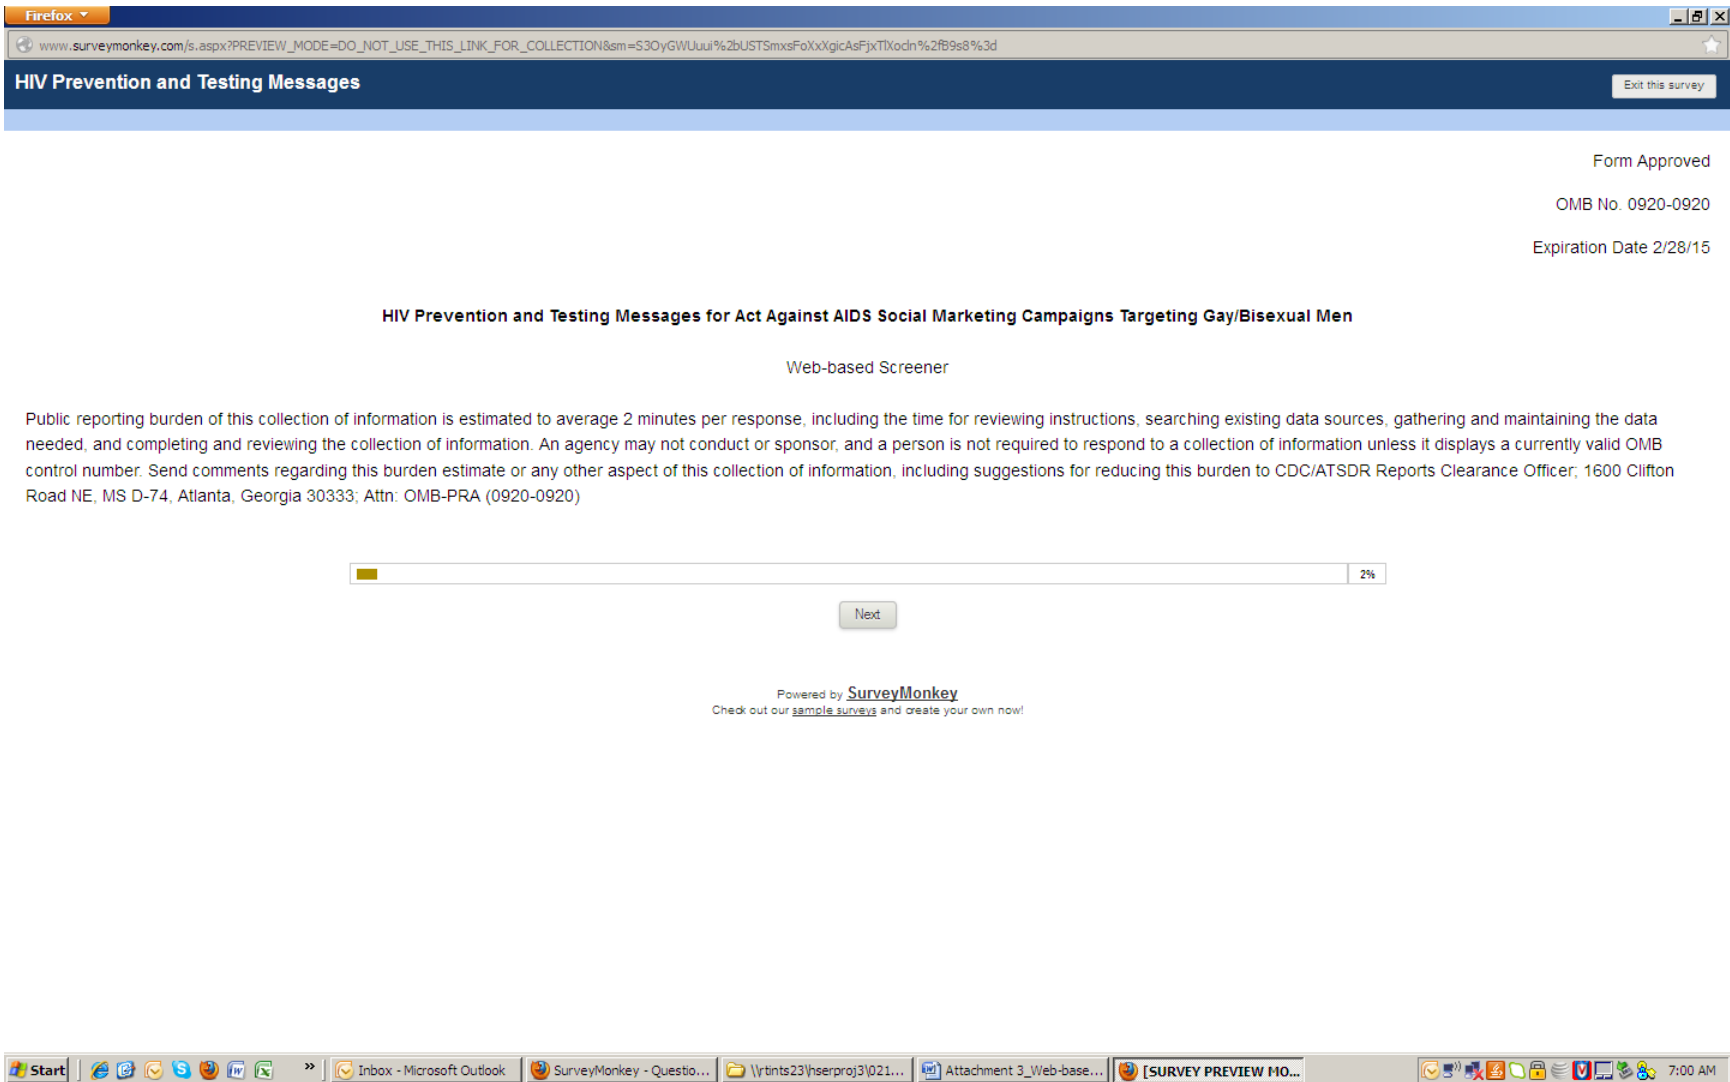 Firefox
www.surveymonkey.com/s.aspx?PREVIEW_MODE=DO_NOT_USE_THIS_LINK_FOR_COLLECTION&sm=S3OyGWUuui%2bUSTSmxsFoXxXgicAsFjxTlXocln%2fB9s8%3d
HIV Prevention and Testing Messages
Exit this survey
Form Approved
OMB No. 0920-0920
Expiration Date 2/28/15
HIV Prevention and Testing Messages for Act Against AIDS Social Marketing Campaigns Targeting Gay/Bisexual Men
Web-based Screener
Public reporting burden of this collection of information is estimated to average 2 minutes per response, including the time for reviewing instructions, searching existing data sources, gathering and maintaining the data
needed, and completing and reviewing the collection of information. An agency may not conduct or sponsor, and a person is not required to respond to a collection of information unless it displays a currently valid OMB
control number. Send comments regarding this burden estimate or any other aspect of this collection of information, including suggestions for reducing this burden to CDC/ATSDR Reports Clearance Officer; 1600 Clifton
Road NE, MS D-74, Atlanta, Georgia 30333; Attn: OMB-PRA (0920-0920)
2%
Next
Powered by SurveyMonkey
Check out our sample surveys and create your own now!
Start
Inbox - Microsoft Outlook
SurveyMonkey - Questio...
\\rtints23\hserproj3\021...
Attachment 3_Web-base...
[SURVEY PREVIEW MO...
7:00 AM